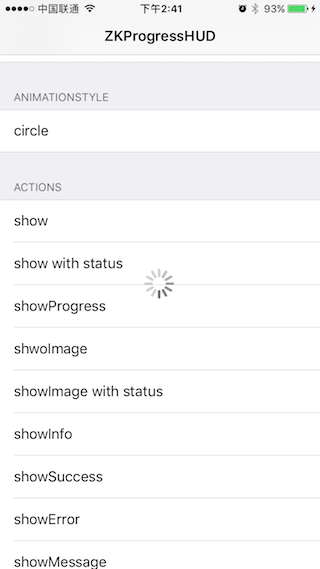 中国联通 下午2:41 93%
ZKProgressHUD
ANIMATIONSTYLE
circle
ACTIONS
show
show with status
showProgress
shwoImage
showImage with status
showInfo
showSuccess
showError
showMessage